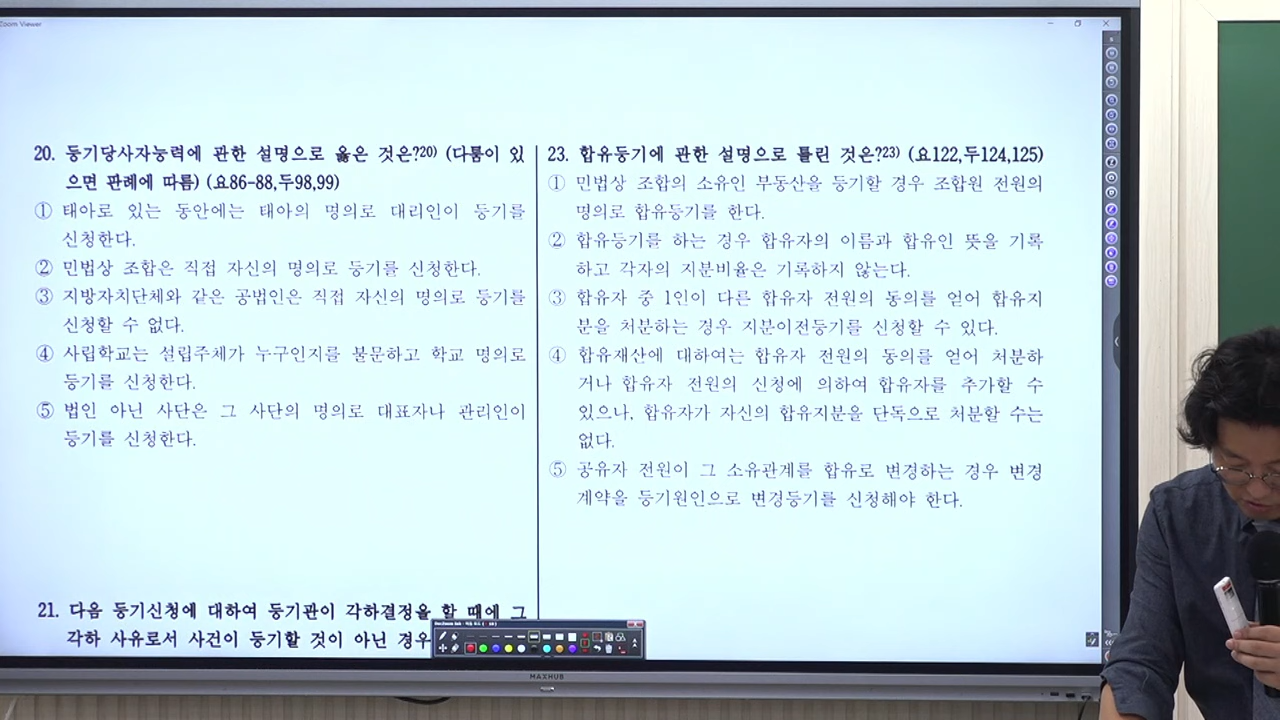 Zoom Viewer
20. 등기당사자능력에 관한 설명으로 옳은 것은?20) (다툼이 있
으면 판례에 따름) (요86-88,두98,99)
① 태아로 있는 동안에는 태아의 명의로 대리인이 등기를
신청한다.
② 민법상 조합은 직접 자신의 명의로 등기를 신청한다.
③ 지방자치단체와 같은 공법인은 직접 자신의 명의로 등기를
신청할 수 없다.
④ 사립학교는 설립주체가 누구인지를 불문하고 학교 명의로
등기를 신청한다.
⑤ 법인 아닌 사단은 그 사단의 명의로 대표자나 관리인이
등기를 신청한다.
21. 다음 등기신청에 대하여 등기관이 각하결정을 할 때에 그
각하 사유로서 사건이 등기할 것이 아닌 경우
23. 합유등기에 관한 설명으로 틀린 것은?23) (요122,두124,125)
① 민법상 조합의 소유인 부동산을 등기할 경우 조합원 전원의
명의로 합유등기를 한다.
② 합유등기를 하는 경우 합유자의 이름과 합유인 뜻을 기록
하고 각자의 지분비율은 기록하지 않는다.
③ 합유자 중 1인이 다른 합유자 전원의 동의를 얻어 합유지
분을 처분하는 경우 지분이전등기를 신청할 수 있다.
④ 합유재산에 대하여는 합유자 전원의 동의를 얻어 처분하
거나 합유자 전원의 신청에 의하여 합유자를 추가할 수
있으나, 합유자가 자신의 합유지분을 단독으로 처분할 수는
없다.
⑤ 공유자 전원이 그 소유관계를 합유로 변경하는 경우 변경
계약을 등기원인으로 변경등기를 신청해야 한다.
MAXHUB